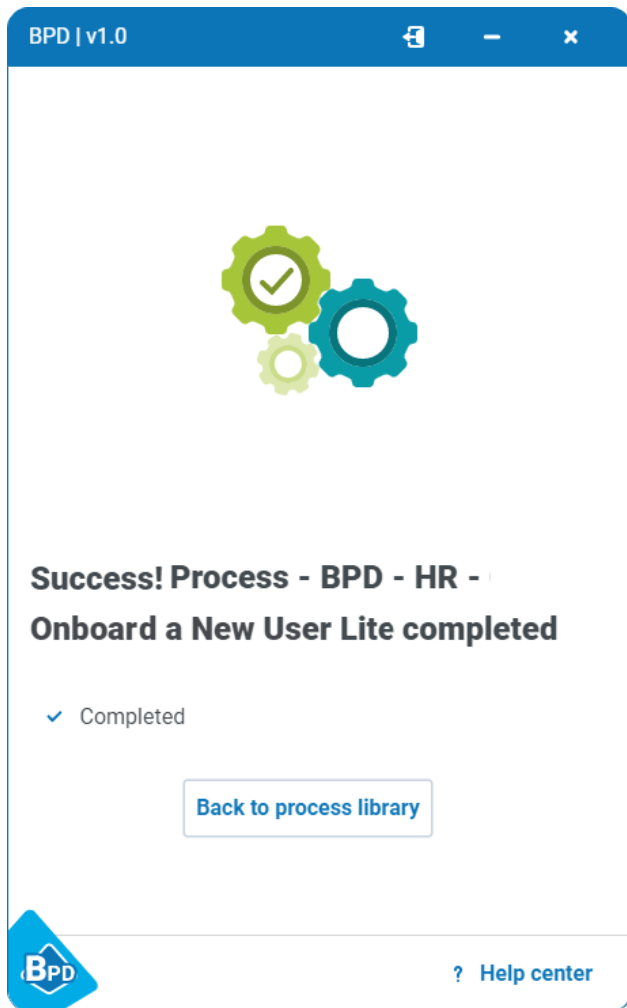 BPD | v1.0
Success! Process - BPD - HR -
Onboard a New User Lite completed
Completed
Back to process library
BPD
? Help center